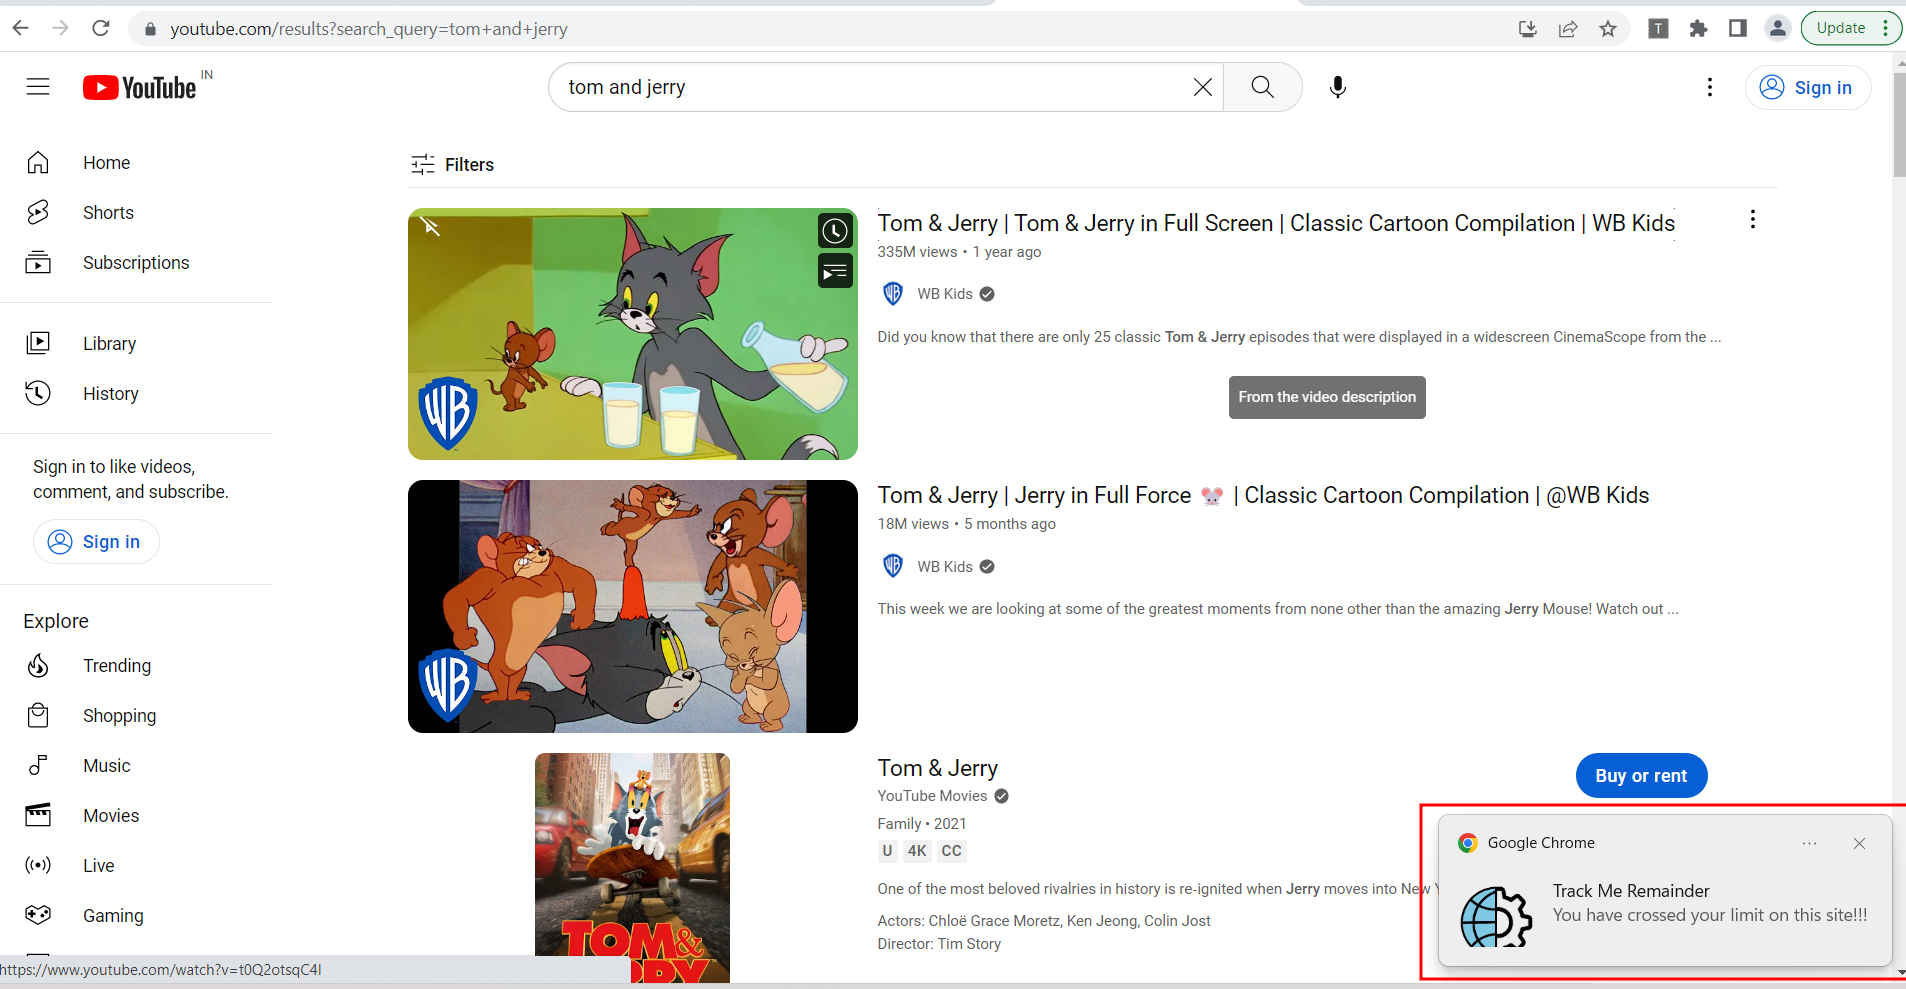 youtube.com/results?search_query=tom+and+jerry
T
Update
YouTube IN
tom and jerry
Sign in
Home
Shorts
Subscriptions
Library
History
Sign in to like videos,
comment, and subscribe.
Sign in
Explore
Trending
Shopping
Music
Movies
Live
Gaming
https://www.youtube.com/watch?v=t0Q2otsqC4I
Filters
WB
Tom & Jerry | Tom & Jerry in Full Screen | Classic Cartoon Compilation | WB Kids
335M views • 1 year ago
WB Kids
Did you know that there are only 25 classic Tom & Jerry episodes that were displayed in a widescreen CinemaScope from the ...
From the video description
WB
Tom & Jerry | Jerry in Full Force 🐭 | Classic Cartoon Compilation | @WB Kids
18M views • 5 months ago
WB Kids
This week we are looking at some of the greatest moments from none other than the amazing Jerry Mouse! Watch out ...
TOM&
Tom & Jerry
YouTube Movies
Family • 2021
U 4K CC
One of the most beloved rivalries in history is re-ignited when Jerry moves into New
Actors: Chloë Grace Moretz, Ken Jeong, Colin Jost
Director: Tim Story
Buy or rent
Google Chrome
Track Me Remainder
You have crossed your limit on this site!!!